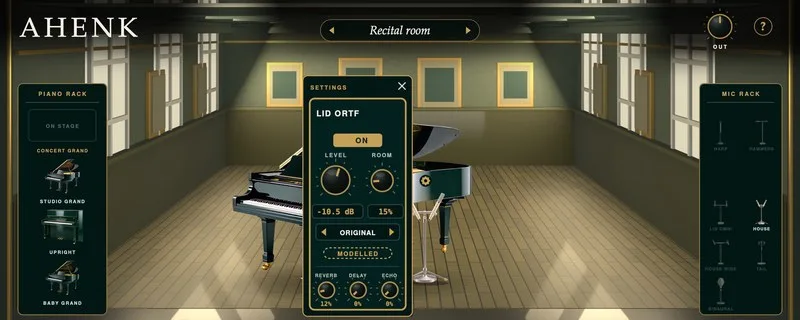 AHENK
Recital room
OUT
?
PIANO RACK
ON STAGE
CONCERT GRAND
STUDIO GRAND
UPRIGHT
BABY GRAND
SETTINGS
LID ORTF
ON
LEVEL
ROOM
-10.5 dB
15%
ORIGINAL
MODELLED
REVERB
DELAY
ECHO
12%
0%
0%
MIC RACK
HOUSE
TAIL